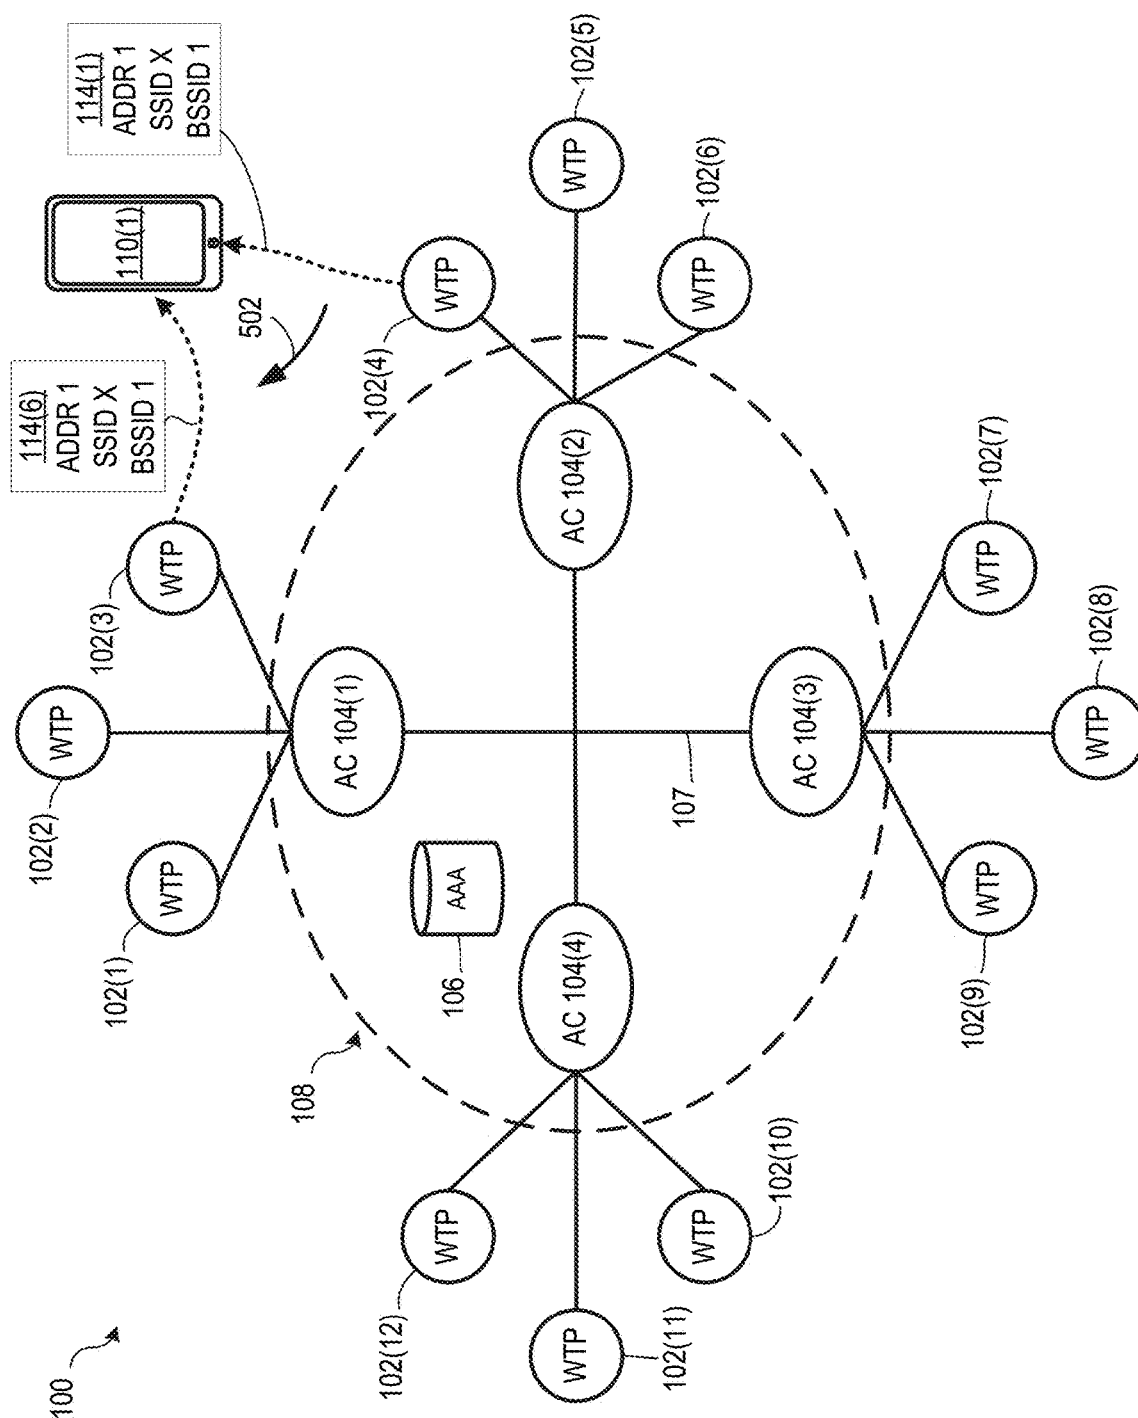 100
108
106
AAA
107
502
114(1)
ADDR 1
SSID X
BSSID 1
114(6)
ADDR 1
SSID X
BSSID 1
110(1)
WTP
102(1)
WTP
102(2)
WTP
102(3)
WTP
102(4)
WTP
102(5)
WTP
102(6)
WTP
102(7)
WTP
102(8)
WTP
102(9)
WTP
102(10)
WTP
102(11)
WTP
102(12)
AC 104(1)
AC 104(2)
AC 104(3)
AC 104(4)